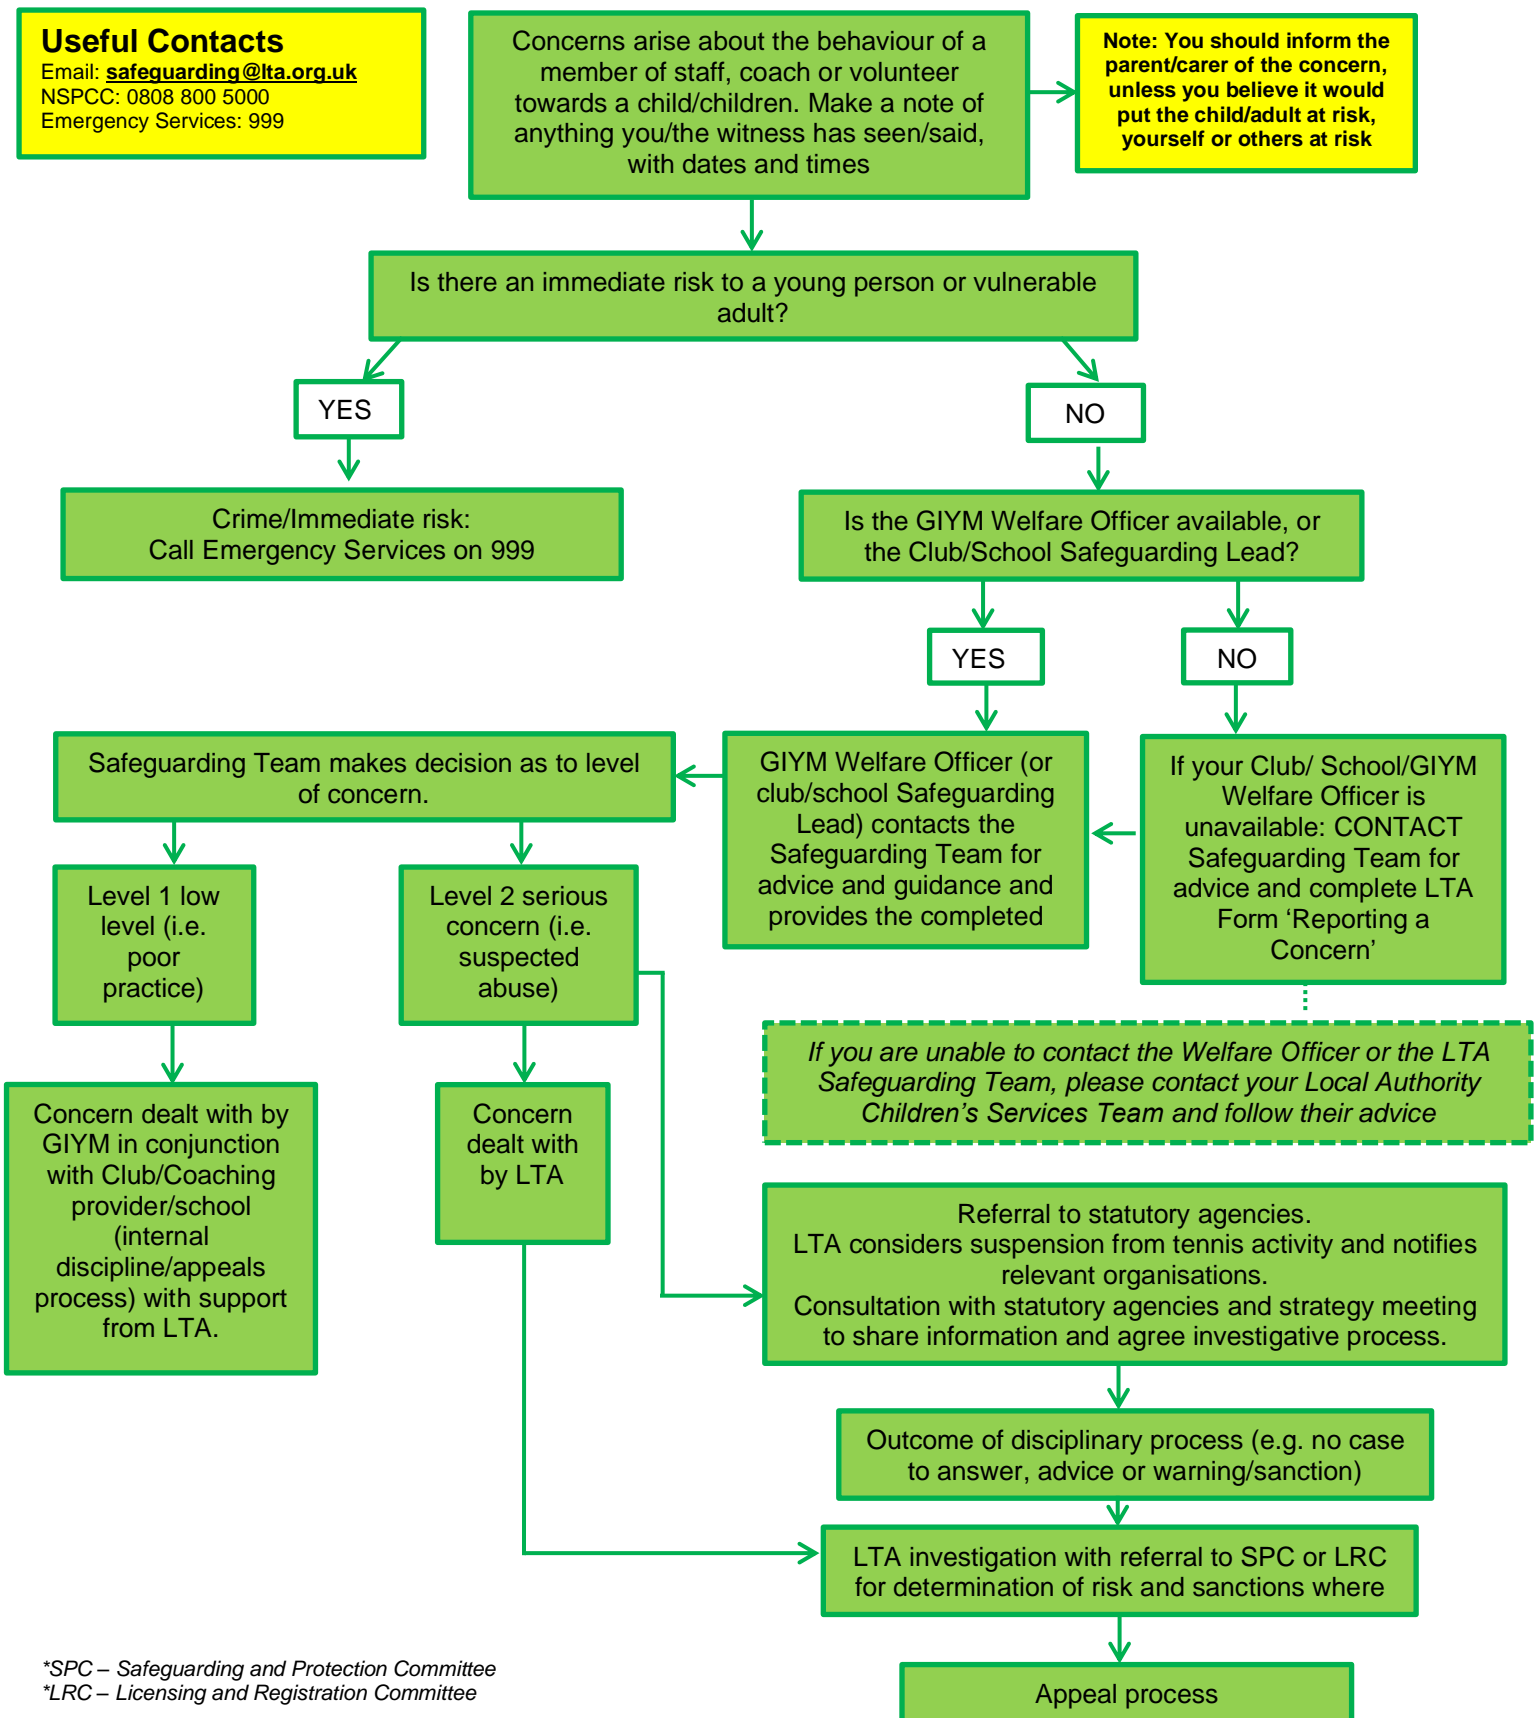 Useful Contacts
Email: safeguarding@lta.org.uk
NSPCC: 0808 800 5000
Emergency Services: 999
Concerns arise about the behaviour of a
member of staff, coach or volunteer
towards a child/children. Make a note of
anything you/the witness has seen/said,
with dates and times
Note: You should inform the
parent/carer of the concern,
unless you believe it would
put the child/adult at risk,
yourself or others at risk
Is there an immediate risk to a young person or vulnerable
adult?
YES
NO
Crime/Immediate risk:
Call Emergency Services on 999
Is the GIYM Welfare Officer available, or
the Club/School Safeguarding Lead?
YES
NO
Safeguarding Team makes decision as to level
of concern.
GIYM Welfare Officer (or
club/school Safeguarding
Lead) contacts the
Safeguarding Team for
advice and guidance and
provides the completed
If your Club/ School/GIYM
Welfare Officer is
unavailable: CONTACT
Safeguarding Team for
advice and complete LTA
Form ‘Reporting a
Concern’
Level 1 low
level (i.e.
poor
practice)
Level 2 serious
concern (i.e.
suspected
abuse)
If you are unable to contact the Welfare Officer or the LTA
Safeguarding Team, please contact your Local Authority
Children’s Services Team and follow their advice
Concern dealt with by
GIYM in conjunction
with Club/Coaching
provider/school
(internal
discipline/appeals
process) with support
from LTA.
Concern
dealt with
by LTA
Referral to statutory agencies.
LTA considers suspension from tennis activity and notifies
relevant organisations.
Consultation with statutory agencies and strategy meeting
to share information and agree investigative process.
Outcome of disciplinary process (e.g. no case
to answer, advice or warning/sanction)
LTA investigation with referral to SPC or LRC
for determination of risk and sanctions where
Appeal process
*SPC – Safeguarding and Protection Committee
*LRC – Licensing and Registration Committee